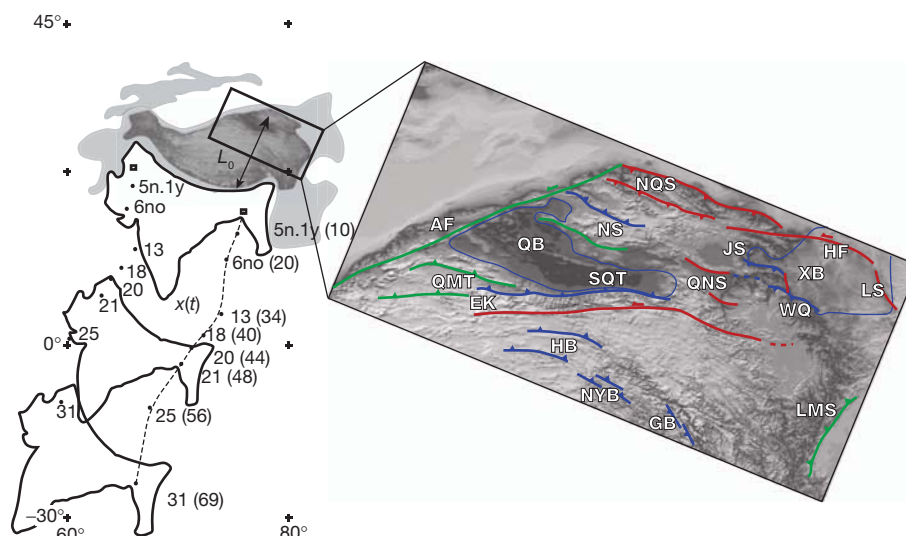 45°
L₀
5n.1y
6no
5n.1y (10)
6no (20)
13
18
20
21
25
x(t)
13 (34)
18 (40)
20 (44)
21 (48)
0°
25 (56)
31
31 (69)
–30°
60°
80°
NQS
AF
NS
QB
JS
HF
XB
SQT
QNS
QMT
LS
EK
WQ
HB
NYB
LMS
GB